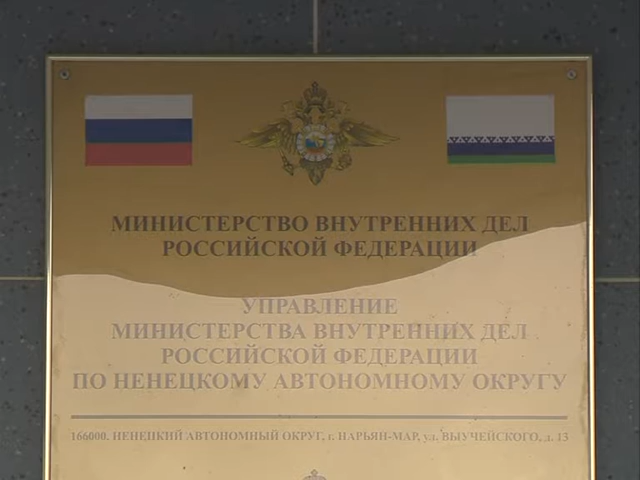 МИНИСТЕРСТВО ВНУТРЕННИХ ДЕЛ
РОССИЙСКОЙ ФЕДЕРАЦИИ
УПРАВЛЕНИЕ
МИНИСТЕРСТВА ВНУТРЕННИХ ДЕЛ
РОССИЙСКОЙ ФЕДЕРАЦИИ
ПО НЕНЕЦКОМУ АВТОНОМНОМУ ОКРУГУ
166000, НЕНЕЦКИЙ АВТОНОМНЫЙ ОКРУГ, г. НАРЬЯН-МАР, ул. ВЫУЧЕЙСКОГО, д. 13